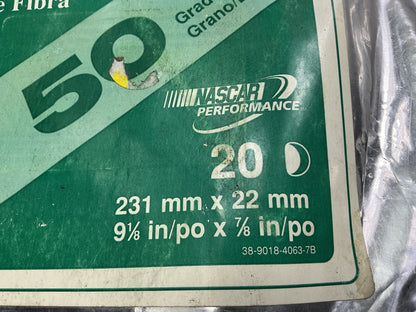 Fibra
50
Grad
Grano/
NASCAR
PERFORMANCE
20
231 mm x 22 mm
9⅛ in/po x ⅞ in/po
38-9018-4063-7B